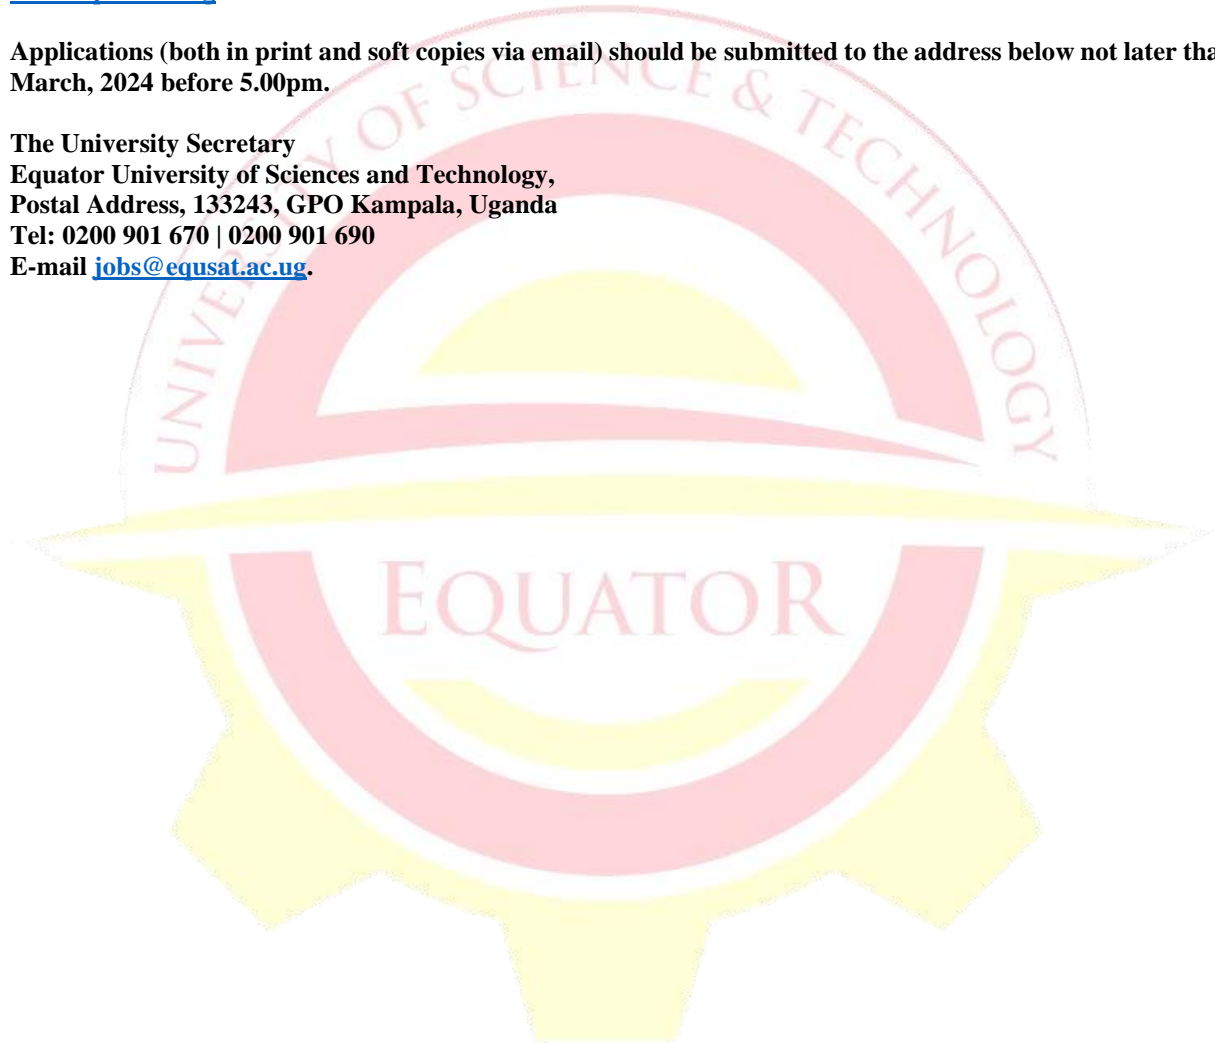 Applications (both in print and soft copies via email) should be submitted to the address below not later
March, 2024 before 5.00pm.
The University Secretary
Equator University of Sciences and Technology,
Postal Address, 133243, GPO Kampala, Uganda
Tel: 0200 901 670 | 0200 901 690
E-mail jobs@equsat.ac.ug.
UNIVERSITY OF SCIENCE & TECHNOLOGY
EQUATOR